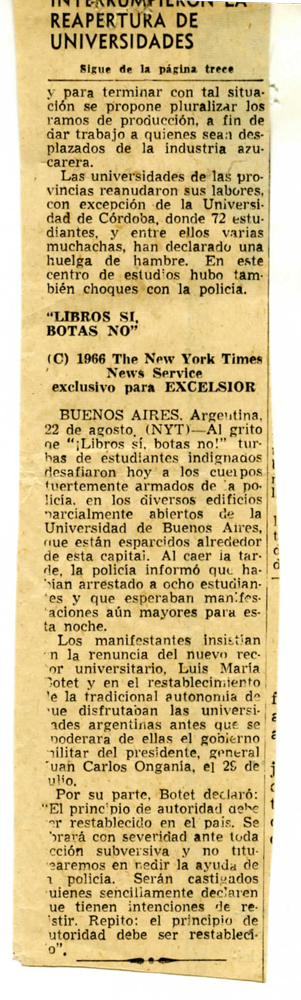 INTERRUMPIERON LA
REAPERTURA DE
UNIVERSIDADES
Sigue de la página trece
y para terminar con tal situa-
ción se propone pluralizar los
ramos de producción, a fin de
dar trabajo a quienes sean des-
plazados de la industria azu-
carera.
Las universidades de las pro-
vincias reanudaron sus labores,
con excepción de la Universi-
dad de Córdoba, donde 72 estu-
diantes, y entre ellos varias
muchachas, han declarado una
huelga de hambre. En este
centro de estudios hubo tam-
bién choques con la policía.
"LIBROS SI,
BOTAS NO"
(C) 1966 The New York Times
News Service
exclusivo para EXCELSIOR
BUENOS AIRES, Argentina,
22 de agosto. (NYT)—Al grito
de "¡Libros sí, botas no!" tur-
bas de estudiantes indignados
desafiaron hoy a los cuerpos
fuertemente armados de la po-
licía, en los diversos edificios
parcialmente abiertos de la
Universidad de Buenos Aires,
que están esparcidos alrededor
de esta capital. Al caer la tar-
de, la policía informó que ha-
bían arrestado a ocho estudian-
tes y que esperaban manifes-
taciones aún mayores para es-
ta noche.
Los manifestantes insistían
en la renuncia del nuevo rec-
tor universitario, Luis María
Botet y en el restablecimiento
de la tradicional autonomía de
que disfrutaban las universi-
dades argentinas antes que se
apoderara de ellas el gobierno
militar del presidente, general
Juan Carlos Onganía, el 29 de
julio.
Por su parte, Botet declaró:
"El principio de autoridad debe
ser restablecido en el país. Se
obrará con severidad ante toda
acción subversiva y no titu-
bearemos en pedir la ayuda de
la policía. Serán castigados
quienes sencillamente declaren
que tienen intenciones de re-
sistir. Repito: el principio de
autoridad debe ser restableci-
do".